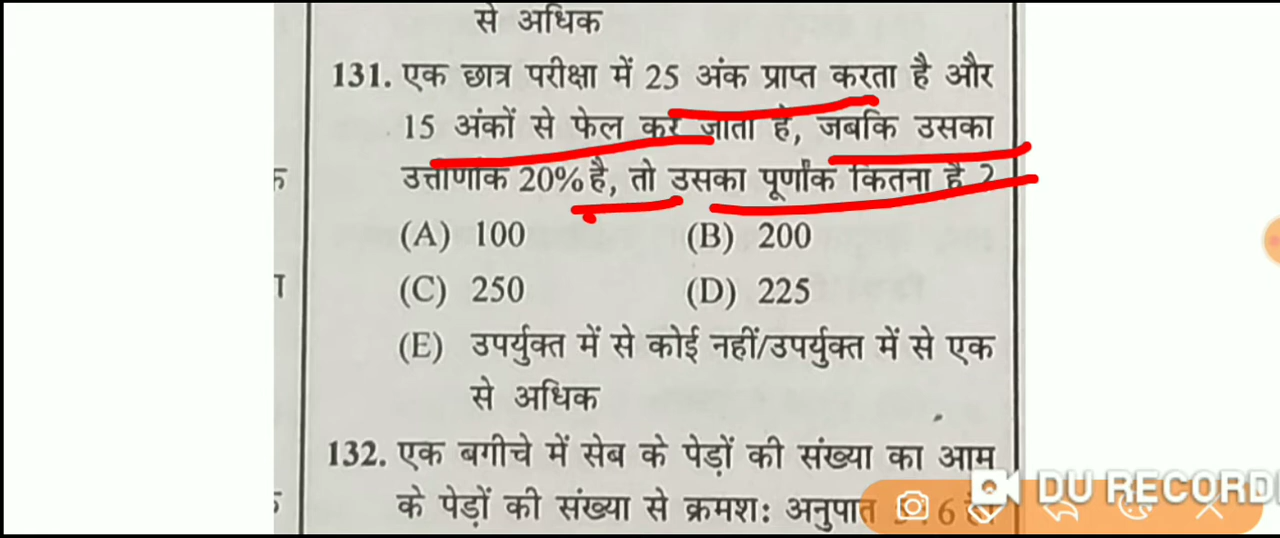 से अधिक
131. एक छात्र परीक्षा में 25 अंक प्राप्त करता है और
15 अंकों से फेल कर जाता है, जबकि उसका
उत्तीर्णांक 20% है, तो उसका पूर्णांक कितना है ?
(A) 100 (B) 200
(C) 250 (D) 225
(E) उपर्युक्त में से कोई नहीं/उपर्युक्त में से एक
से अधिक
132. एक बगीचे में सेब के पेड़ों की संख्या का आम
के पेड़ों की संख्या से क्रमशः अनुपात
DU RECORD